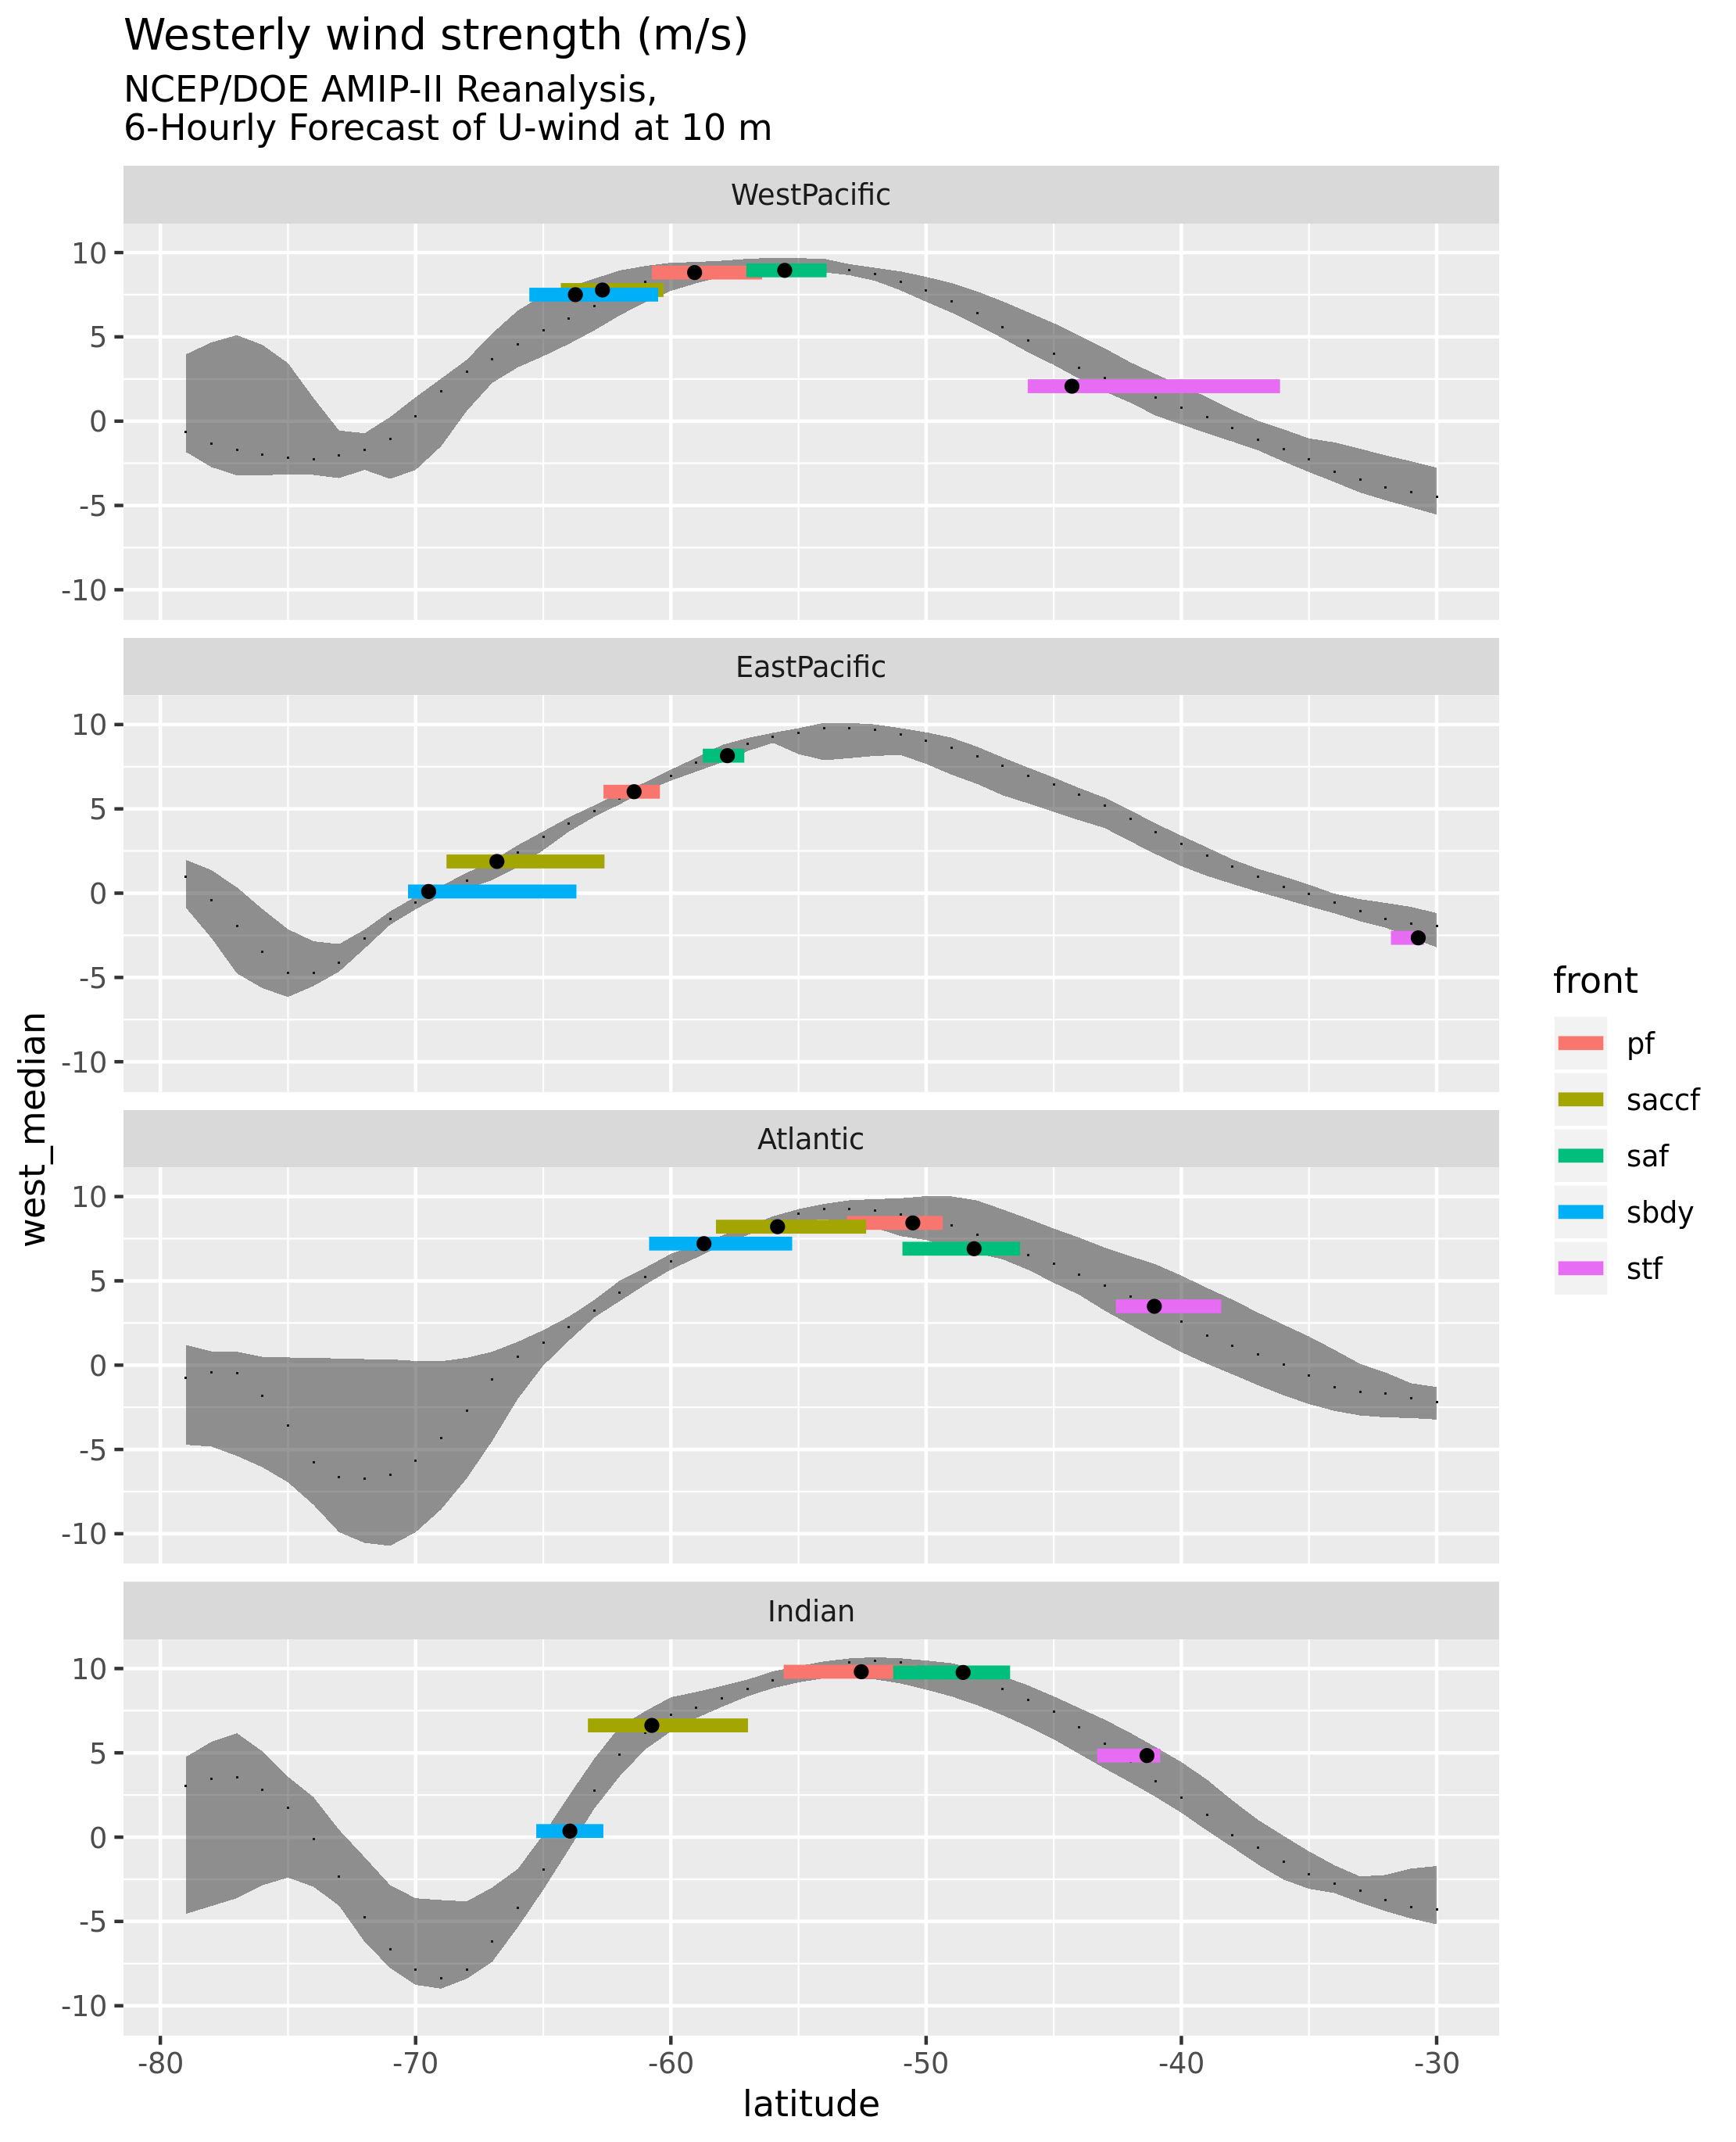 Westerly wind strength (m/s)
NCEP/DOE AMIP-II Reanalysis,
6-Hourly Forecast of U-wind at 10 m
WestPacific
10
5
0
-5
-10
EastPacific
10
5
0
-5
-10
Atlantic
10
5
0
-5
-10
Indian
10
5
0
-5
-10
-80
-70
-60
-50
-40
-30
latitude
west_median
front
pf
saccf
saf
sbdy
stf